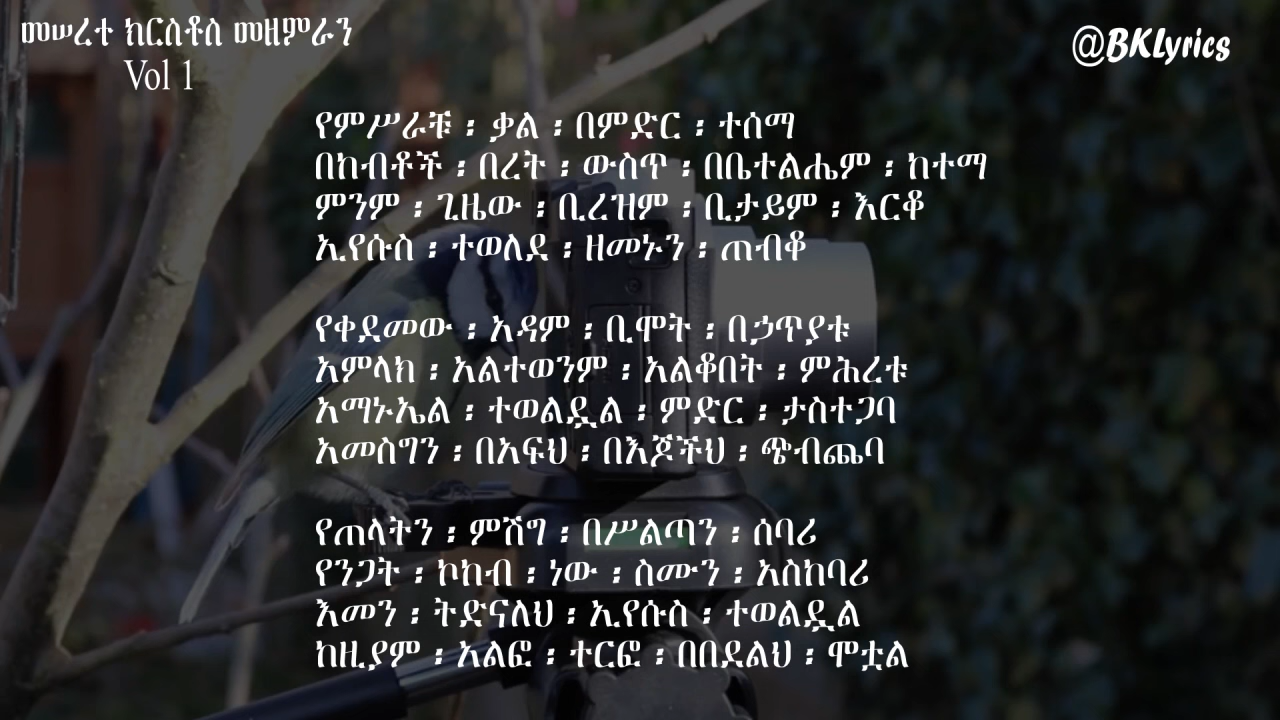 መሠረተ ክርስቶስ መዘምራን
Vol 1
@BKLyrics
የምሥራቹ ፡ ቃል ፡ በምድር ፡ ተሰማ
በከብቶች ፡ በረት ፡ ውስጥ ፡ በቤተልሔም ፡ ከተማ
ምንም ፡ ጊዜው ፡ ቢረዝም ፡ ቢታይም ፡ እርቆ
ኢየሱስ ፡ ተወለደ ፡ ዘመኑን ፡ ጠብቆ
የቀደመው ፡ አዳም ፡ ቢሞት ፡ በኃጥያቱ
አምላክ ፡ አልተወንም ፡ አልቆበት ፡ ምሕረቱ
አማኑኤል ፡ ተወልዷል ፡ ምድር ፡ ታስተጋባ
አመስግን ፡ በአፍህ ፡ በእጆችህ ፡ ጭብጨባ
የጠላትን ፡ ምሽግ ፡ በሥልጣን ፡ ሰባሪ
የንጋት ፡ ኮከብ ፡ ነው ፡ ስሙን ፡ አስከባሪ
እመን ፡ ትድናለህ ፡ ኢየሱስ ፡ ተወልዷል
ከዚያም ፡ አልፎ ፡ ተርፎ ፡ በበደልህ ፡ ሞቷል